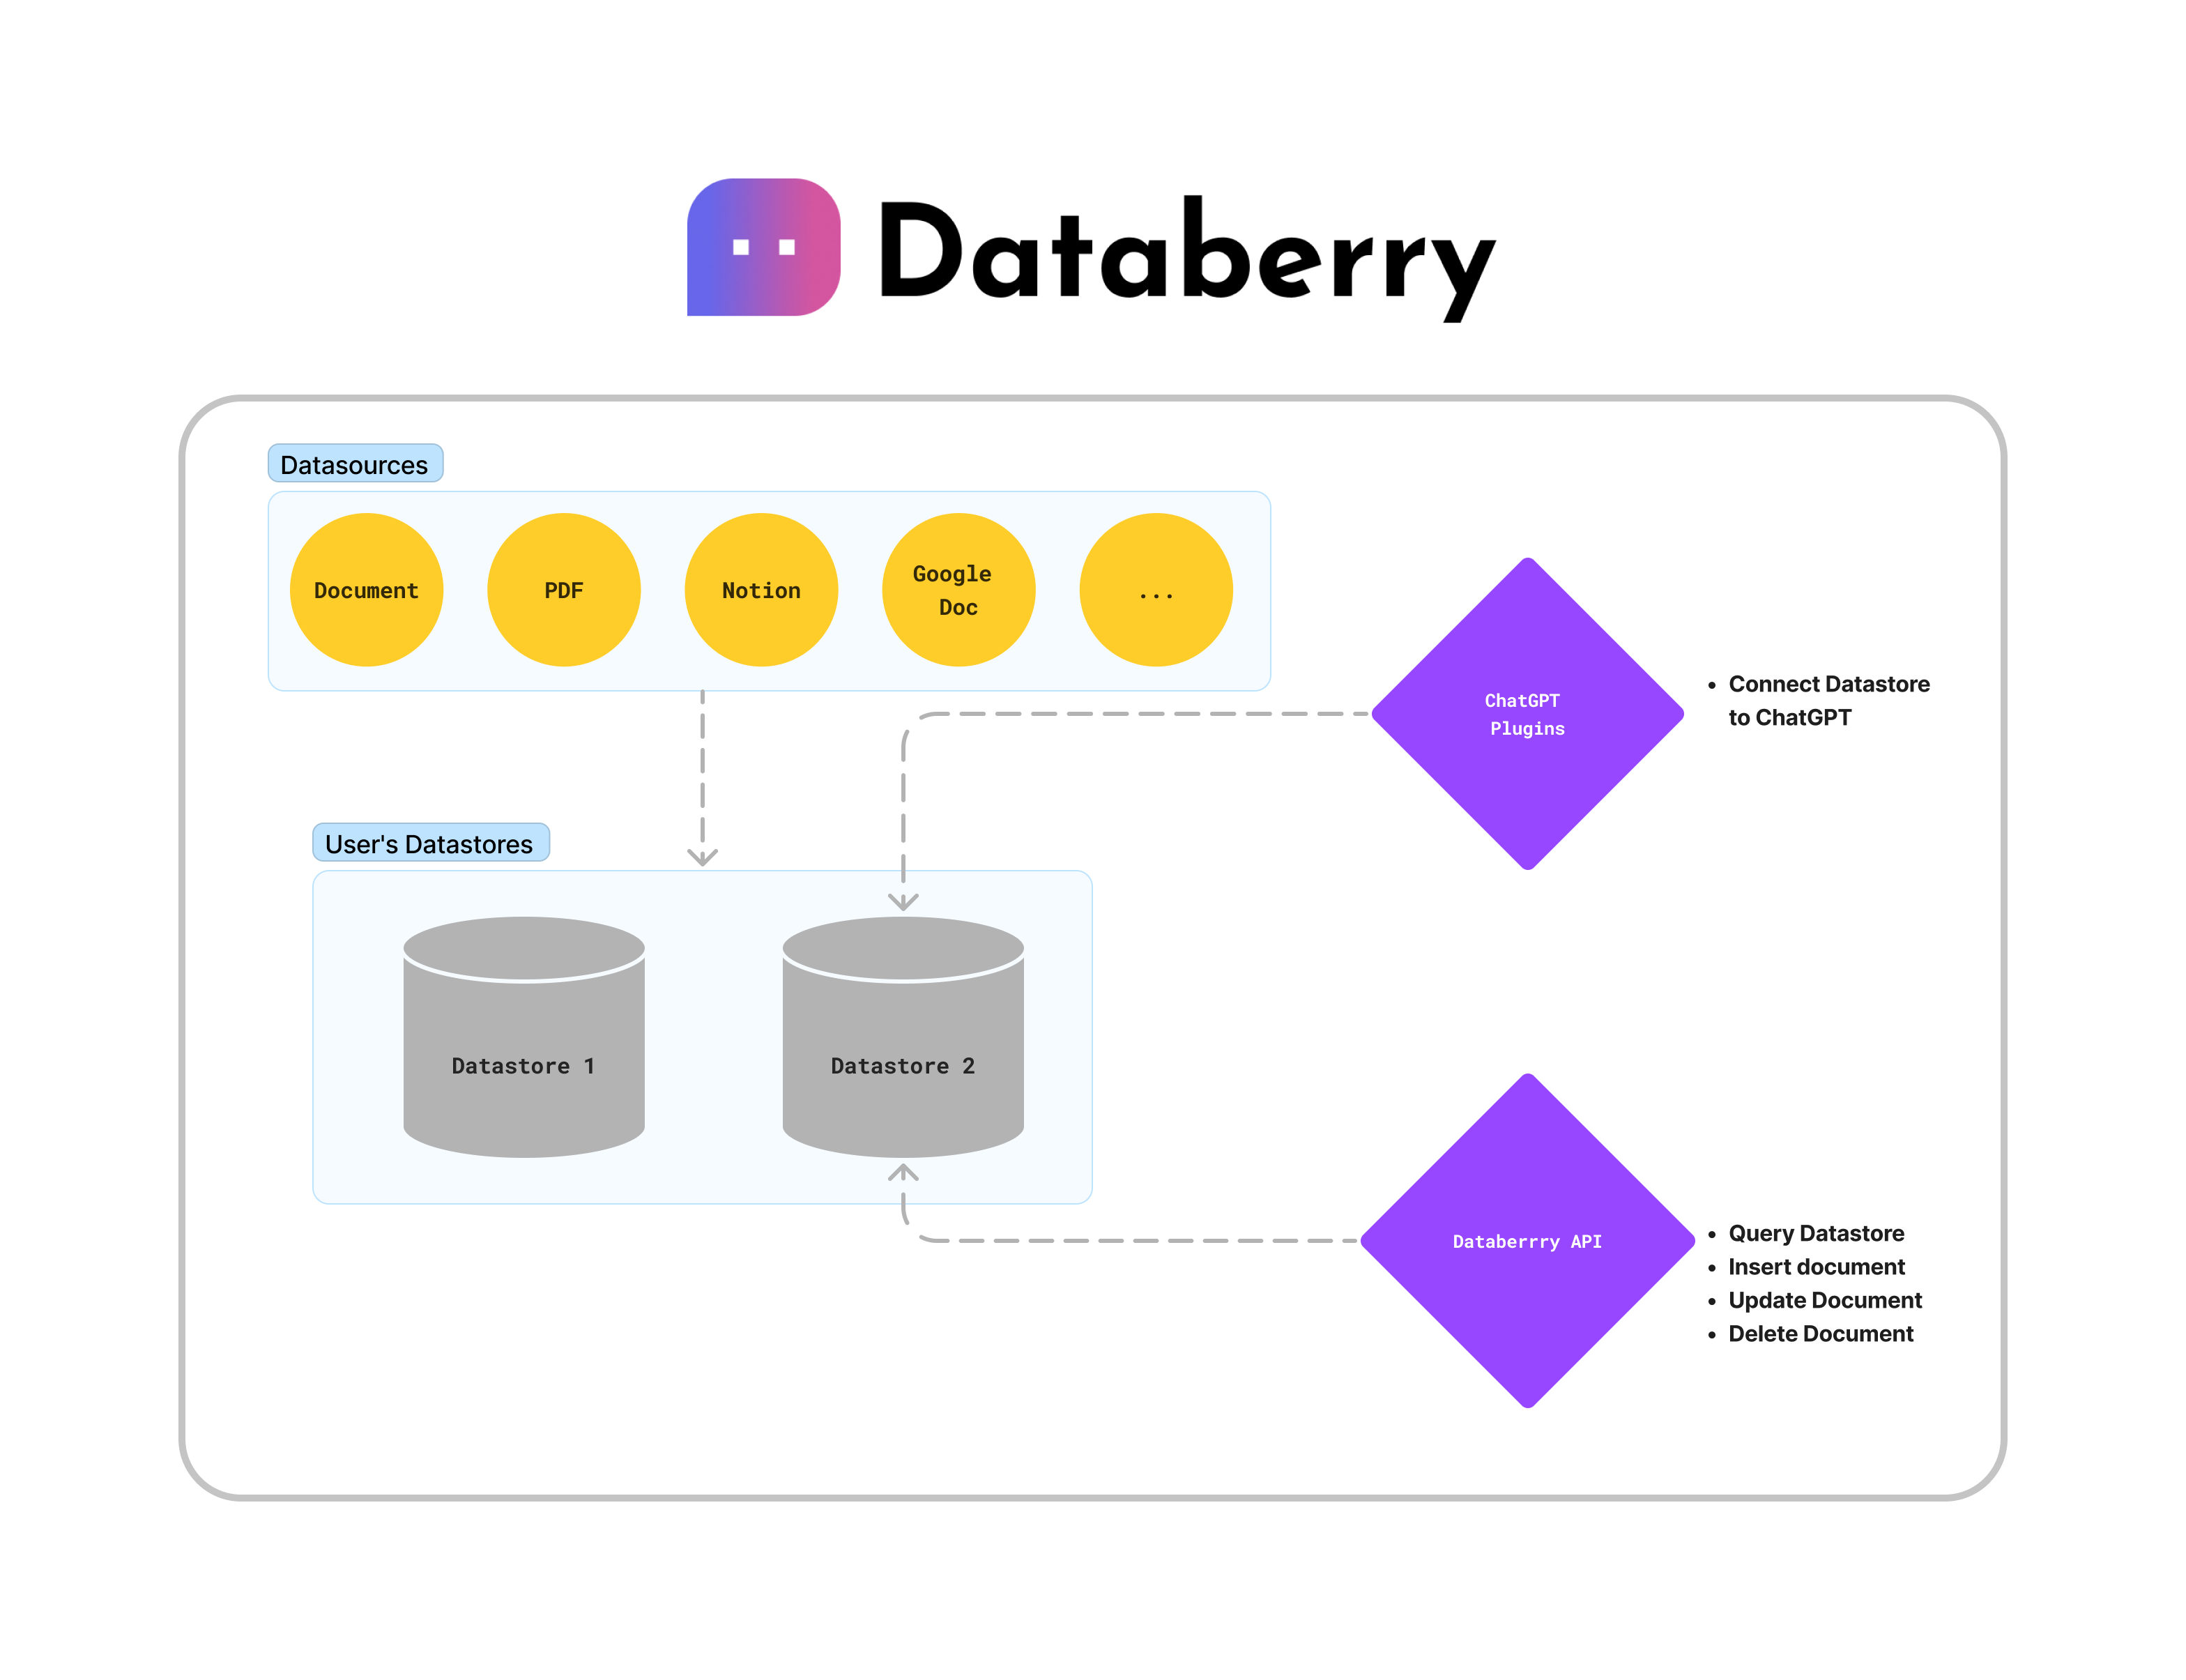 Databerry
Datasources
Document
PDF
Notion
Google
Doc
...
ChatGPT
Plugins
• Connect Datastore
to ChatGPT
User's Datastores
Datastore 1
Datastore 2
Databerrry API
• Query Datastore
• Insert document
• Update Document
• Delete Document